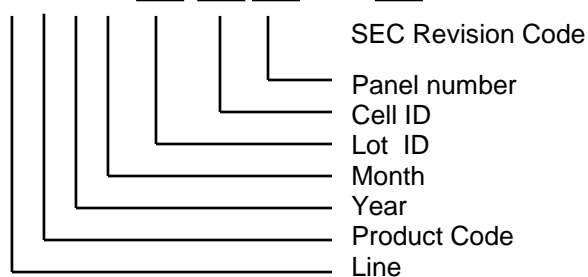 SEC Revision Code
Panel number
Cell ID
Lot ID
Month
Year
Product Code
Line